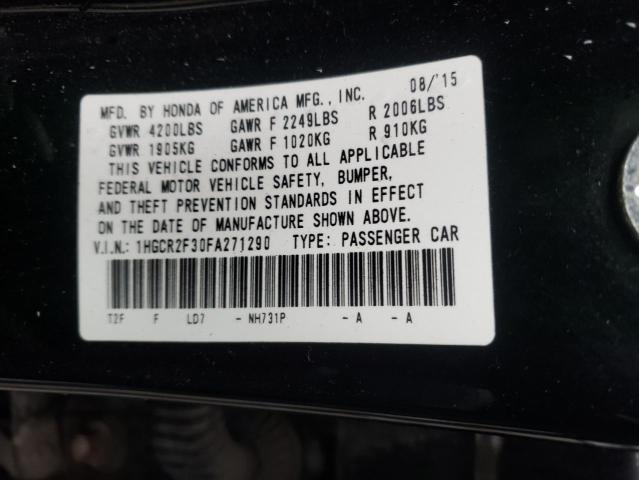 MFD. BY HONDA OF AMERICA MFG., INC. 08/'15
GVWR 4200LBS GAWR F 2249LBS R 2006LBS
GVWR 1905KG GAWR F 1020KG R 910KG
THIS VEHICLE CONFORMS TO ALL APPLICABLE
FEDERAL MOTOR VEHICLE SAFETY, BUMPER,
AND THEFT PREVENTION STANDARDS IN EFFECT
ON THE DATE OF MANUFACTURE SHOWN ABOVE.
V.I.N.: 1HGCR2F30FA271290 TYPE: PASSENGER CAR
T2F F LD7 - NH731P - A - A